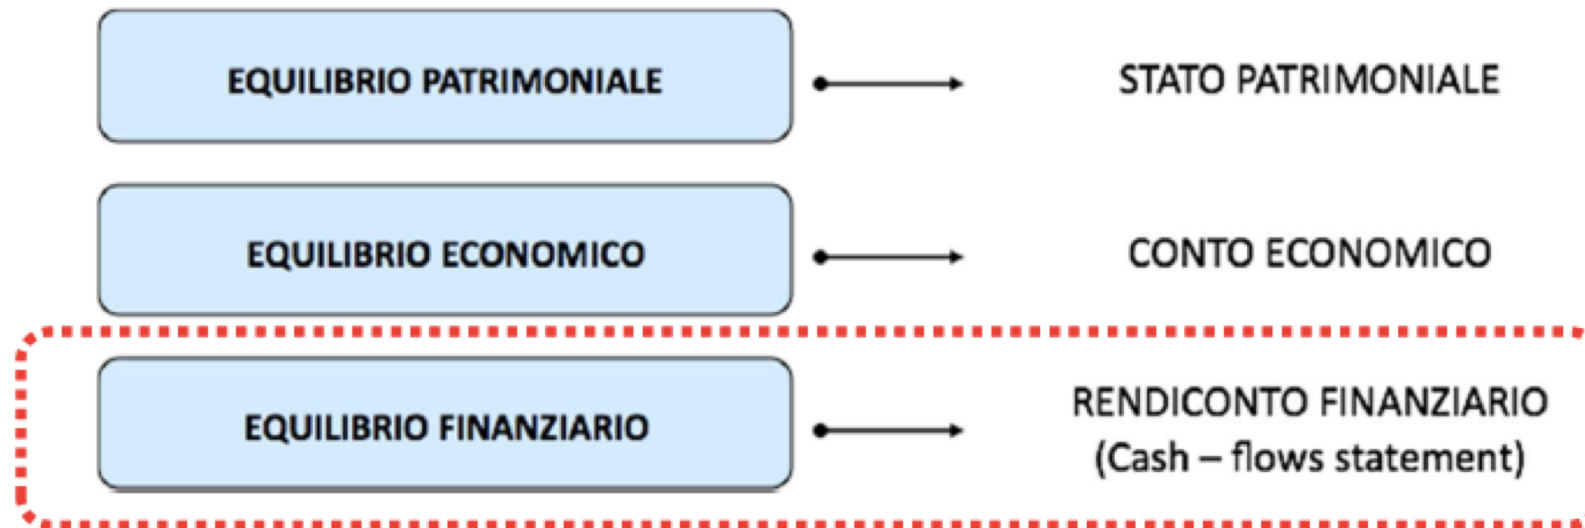 EQUILIBRIO PATRIMONIALE
STATO PATRIMONIALE
EQUILIBRIO ECONOMICO
CONTO ECONOMICO
EQUILIBRIO FINANZIARIO
RENDICONTO FINANZIARIO
(Cash – flows statement)